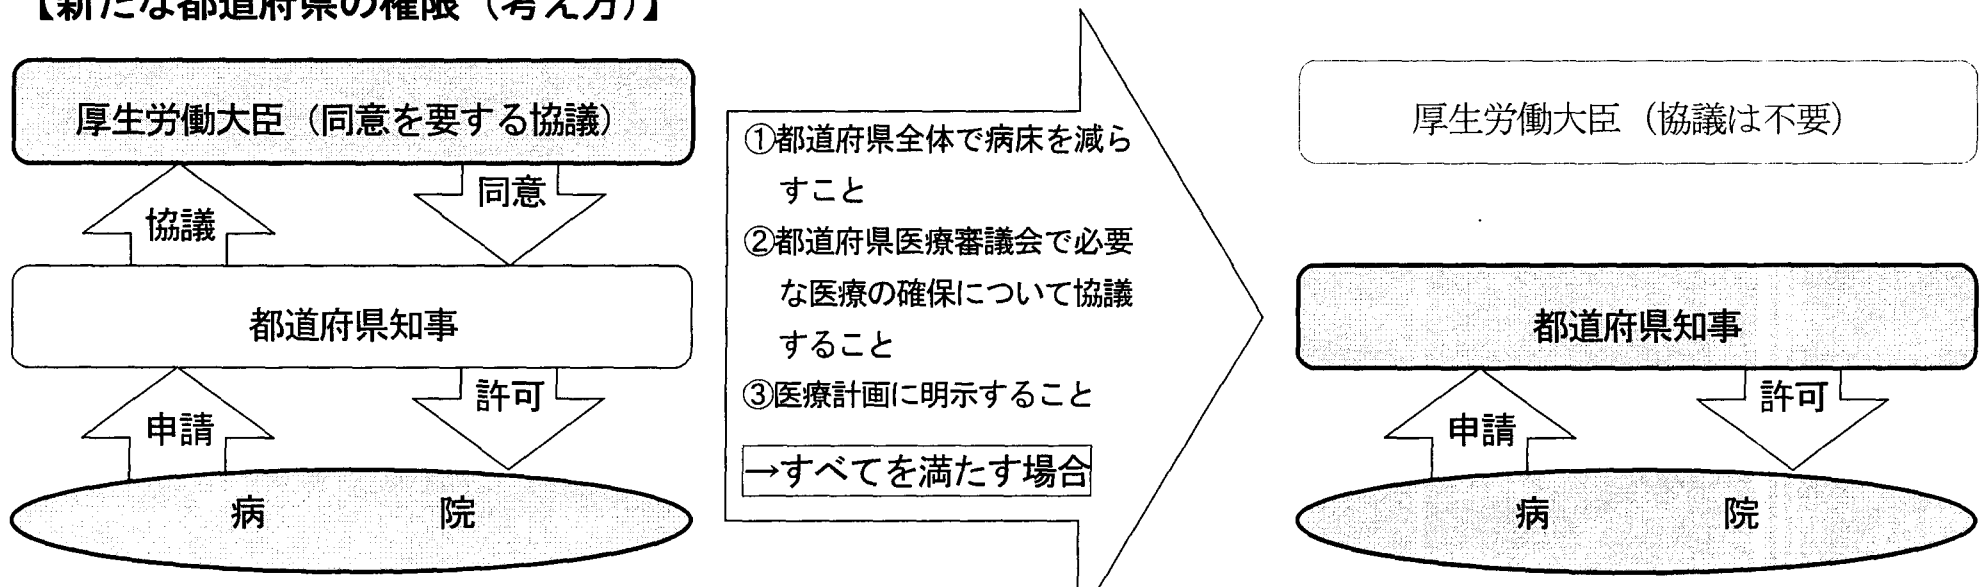 【新たな都道府県の権限(考え方)】
厚生労働大臣(同意を要する協議)
協議
同意
都道府県知事
申請
許可
病 院
①都道府県全体で病床を減ら
すこと
②都道府県医療審議会で必要
な医療の確保について協議
すること
③医療計画に明示すること
→すべてを満たす場合
厚生労働大臣(協議は不要)
都道府県知事
申請
許可
病 院